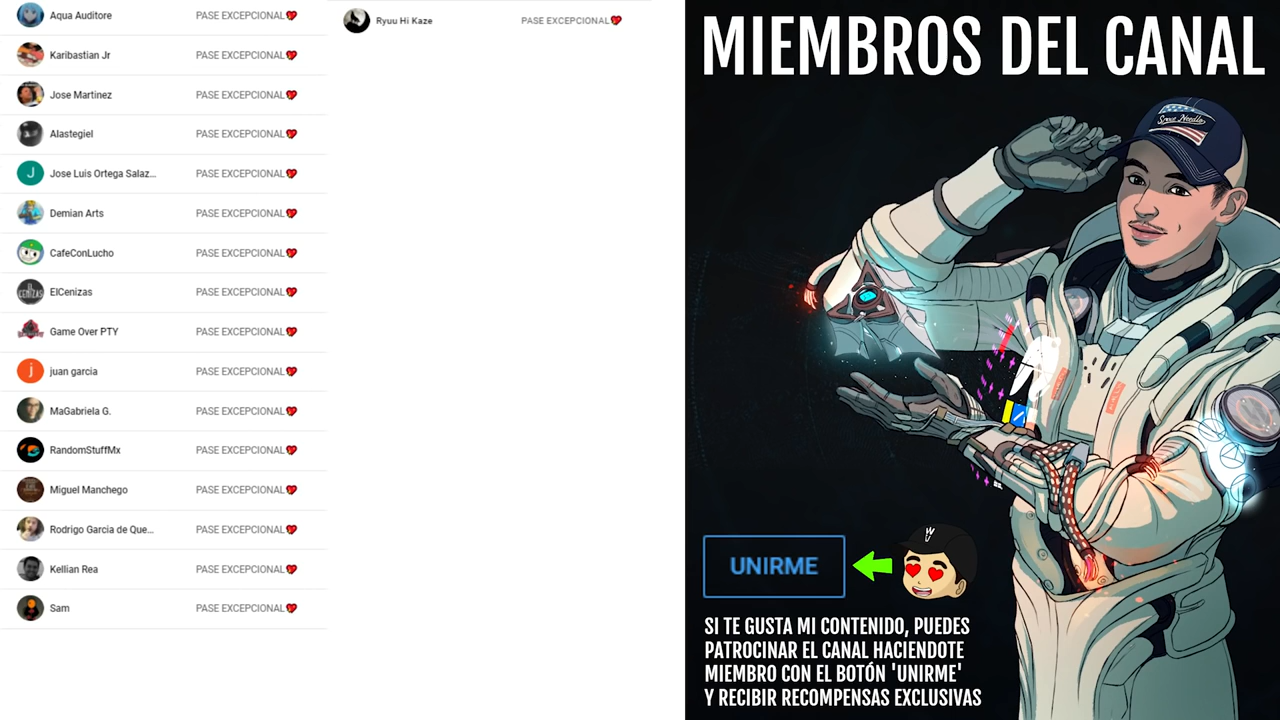 Aqua Auditore PASE EXCEPCIONAL
Karibastian Jr PASE EXCEPCIONAL
Jose Martinez PASE EXCEPCIONAL
Alastegiel PASE EXCEPCIONAL
J Jose Luis Ortega Salaz... PASE EXCEPCIONAL
Demian Arts PASE EXCEPCIONAL
CafeConLucho PASE EXCEPCIONAL
ElCenizas PASE EXCEPCIONAL
Game Over PTY PASE EXCEPCIONAL
j juan garcia PASE EXCEPCIONAL
MaGabriela G. PASE EXCEPCIONAL
RandomStuffMx PASE EXCEPCIONAL
Miguel Manchego PASE EXCEPCIONAL
Rodrigo Garcia de Que... PASE EXCEPCIONAL
Kellian Rea PASE EXCEPCIONAL
Sam PASE EXCEPCIONAL
Ryuu Hi Kaze PASE EXCEPCIONAL
MIEMBROS DEL CANAL
Space Needle
UNIRME
SI TE GUSTA MI CONTENIDO, PUEDES
PATROCINAR EL CANAL HACIENDOTE
MIEMBRO CON EL BOTÓN 'UNIRME'
Y RECIBIR RECOMPENSAS EXCLUSIVAS